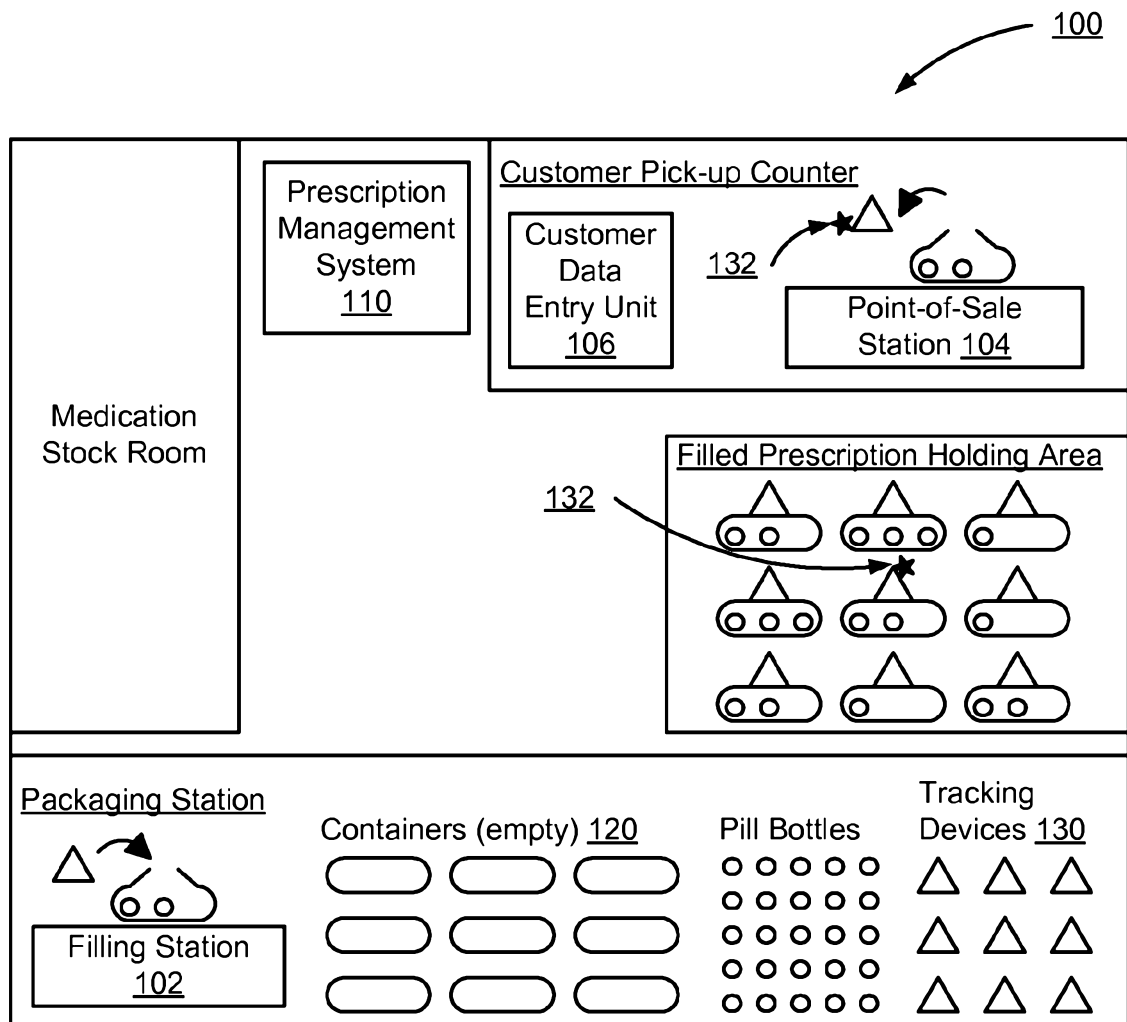 100
Prescription
Management
System
110
Customer Pick-up Counter
Customer
Data
Entry Unit
106
132
Point-of-Sale
Station 104
Medication
Stock Room
Filled Prescription Holding Area
132
Packaging Station
Filling Station
102
Containers (empty) 120
Pill Bottles
Tracking
Devices 130